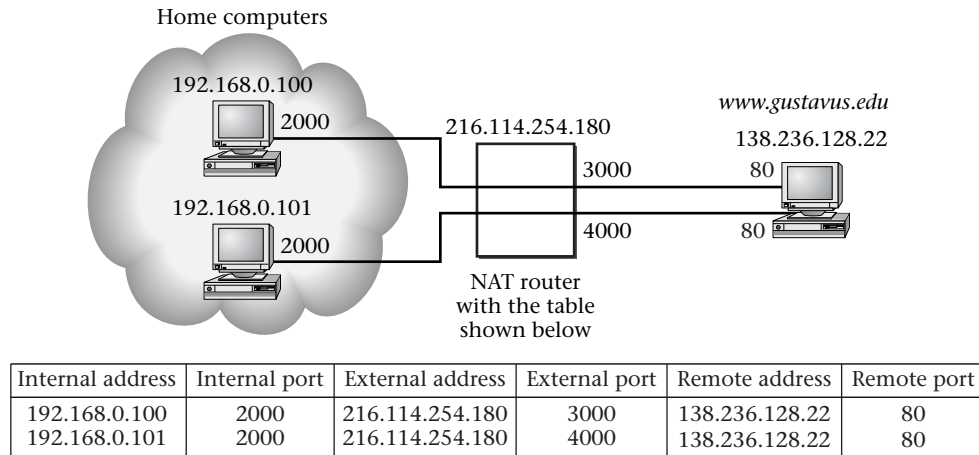 Home computers
192.168.0.100
2000
216.114.254.180
www.gustavus.edu
138.236.128.22
3000
80
192.168.0.101
2000
4000
80
NAT router
with the table
shown below
Internal address Internal port External address External port Remote address Remote port
192.168.0.100 2000 216.114.254.180 3000 138.236.128.22 80
192.168.0.101 2000 216.114.254.180 4000 138.236.128.22 80